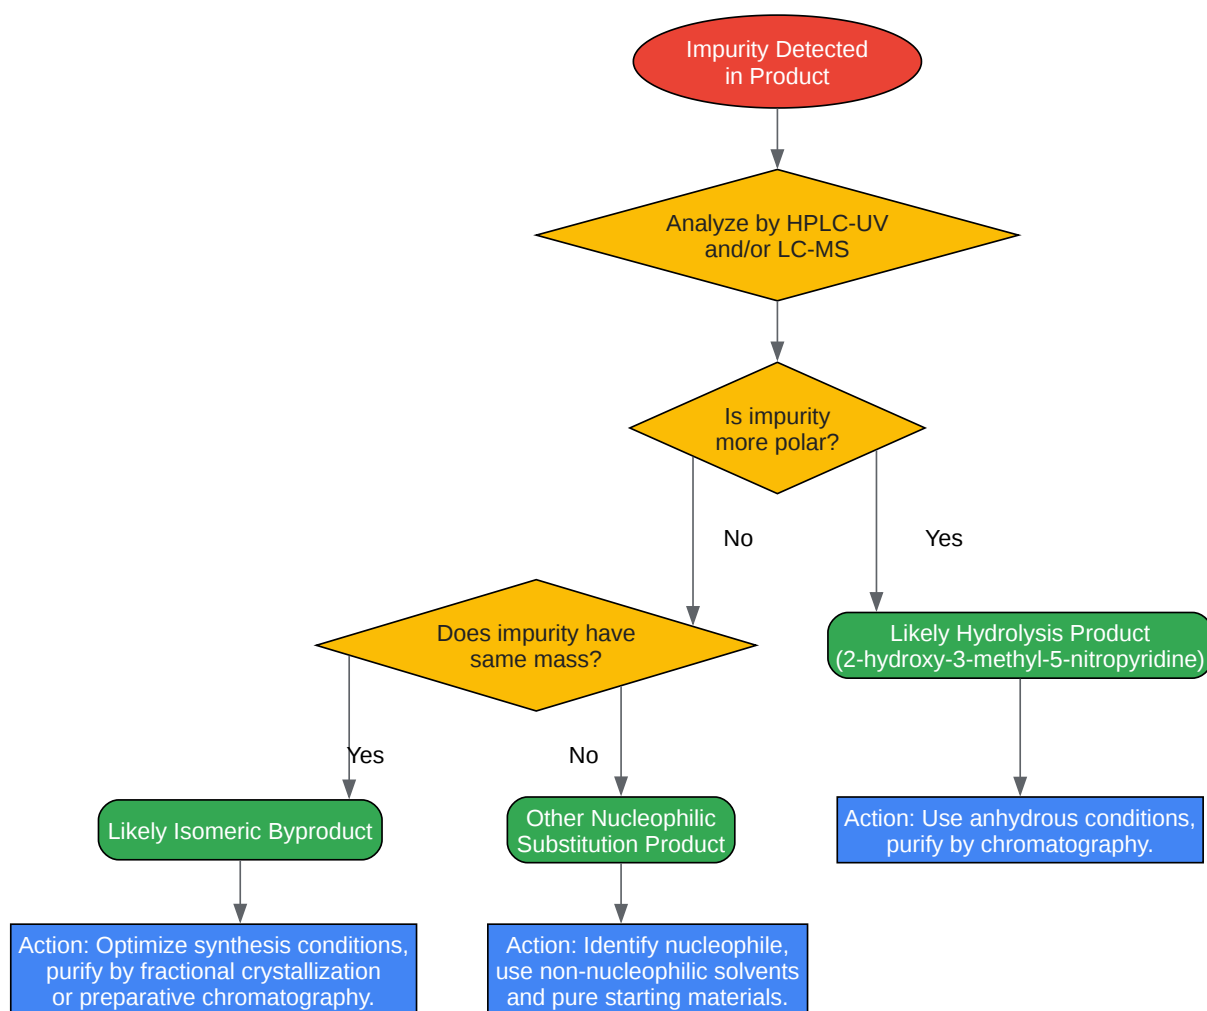 Impurity Detected
in Product
Analyze by HPLC-UV
and/or LC-MS
Is impurity
more polar?
No
Yes
Does impurity have
same mass?
Likely Hydrolysis Product
(2-hydroxy-3-methyl-5-nitropyridine)
Yes
No
Likely Isomeric Byproduct
Other Nucleophilic
Substitution Product
Action: Use anhydrous conditions,
purify by chromatography.
Action: Optimize synthesis conditions,
purify by fractional crystallization
or preparative chromatography.
Action: Identify nucleophile,
use non-nucleophilic solvents
and pure starting materials.